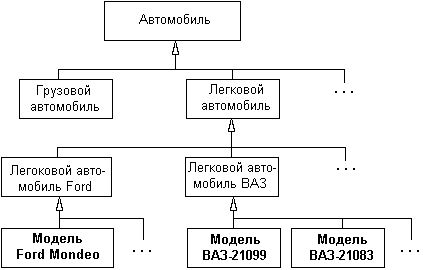 Автомобиль
Грузовой
автомобиль
Легковой
автомобиль
...
Легоковой авто-
мобиль Ford
Легковой авто-
мобиль ВАЗ
...
Модель
Ford Mondeo
...
Модель
ВАЗ-21099
Модель
ВАЗ-21083
...